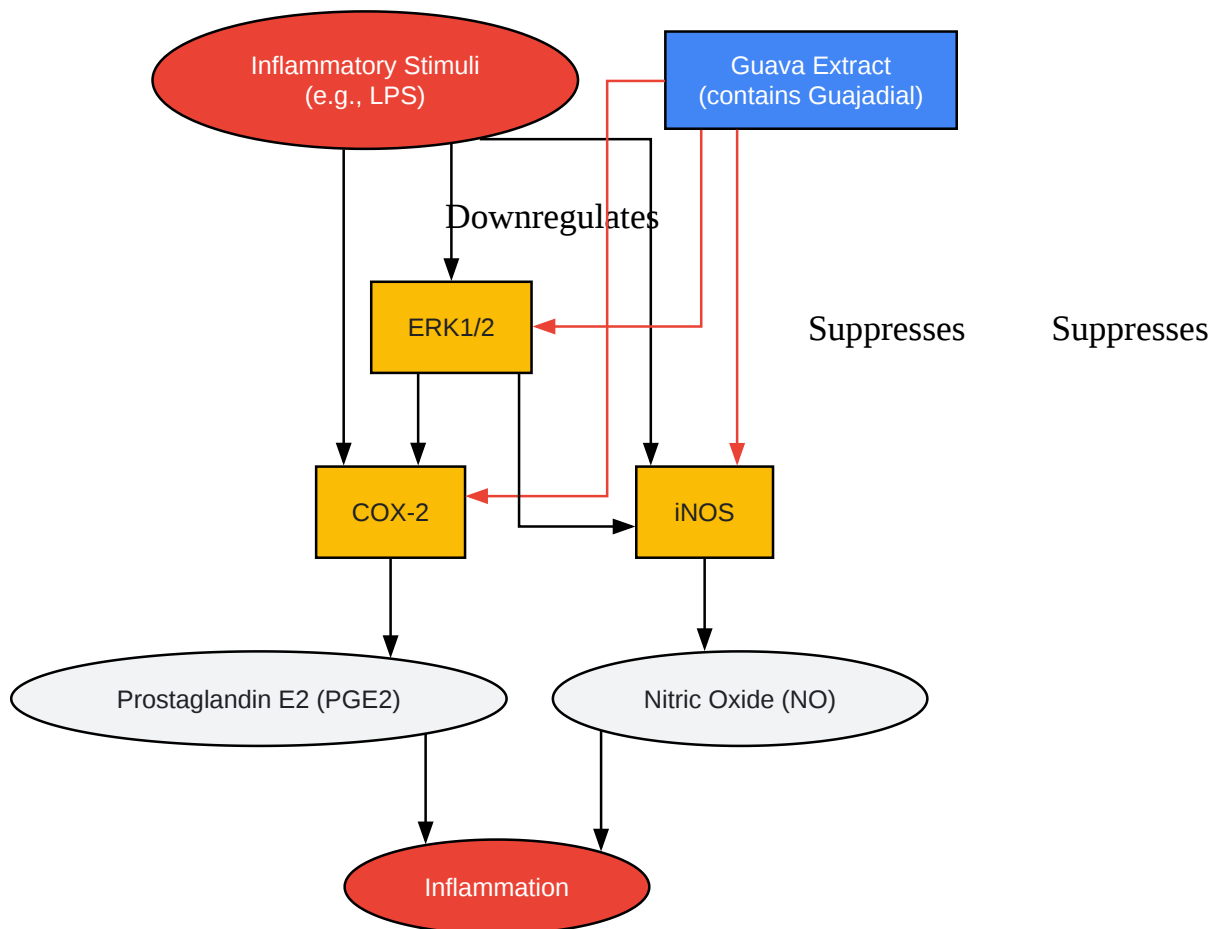 Inflammatory Stimuli
(e.g., LPS)
Guava Extract
(contains Guajadial)
Downregulates
ERK1/2
Suppresses
Suppresses
COX-2
iNOS
Prostaglandin E2 (PGE2)
Nitric Oxide (NO)
Inflammation